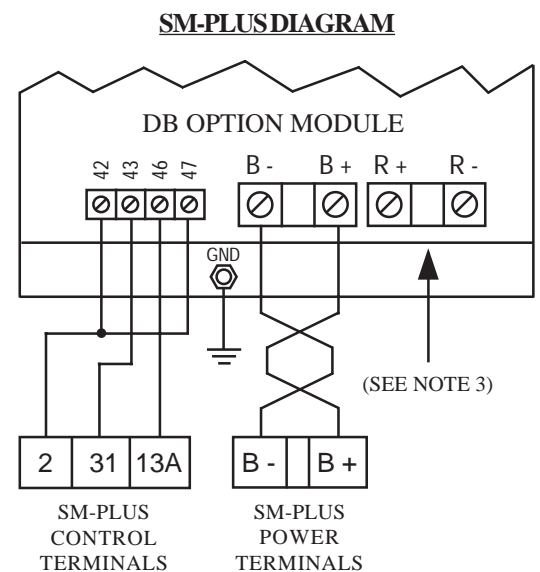 SM-PLUS DIAGRAM
DB OPTION MODULE
42 43 46 47
B - B + R + R -
GND
(SEE NOTE 3)
2 31 13A B - B +
SM-PLUS
CONTROL
TERMINALS
SM-PLUS
POWER
TERMINALS